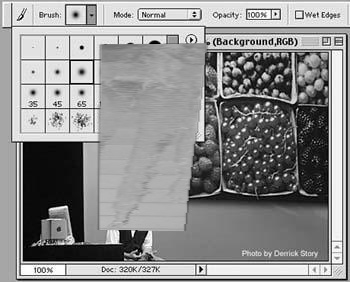 Brush: Mode: Normal Opacity: 100% Wet Edges
(Background,RGB)
35 45 65
Photo by Derrick Story
100% Doc: 320K/327K